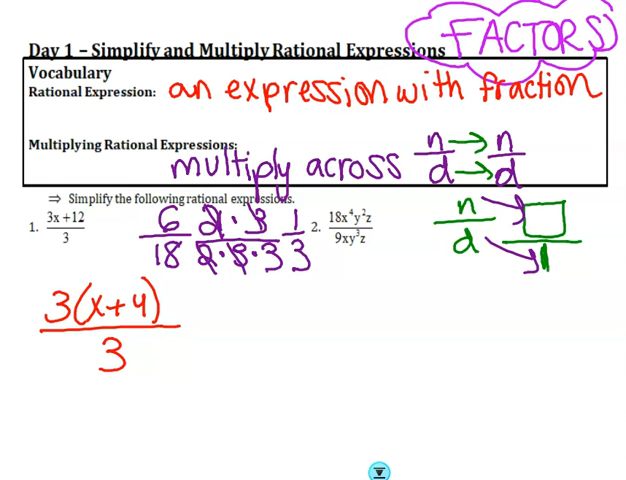 FACTORS
Day 1 – Simplify and Multiply Rational Expressions
Vocabulary
Rational Expression: an expression with fraction
Multiplying Rational Expressions:
multiply across n/d → → n/d
⇒ Simplify the following rational expressions.
1. 3x +12 / 3
6/18 2·3 / 2·3·3 1/3
2. 18x⁴y²z / 9xy³z
n/d
1
3(x+4) / 3